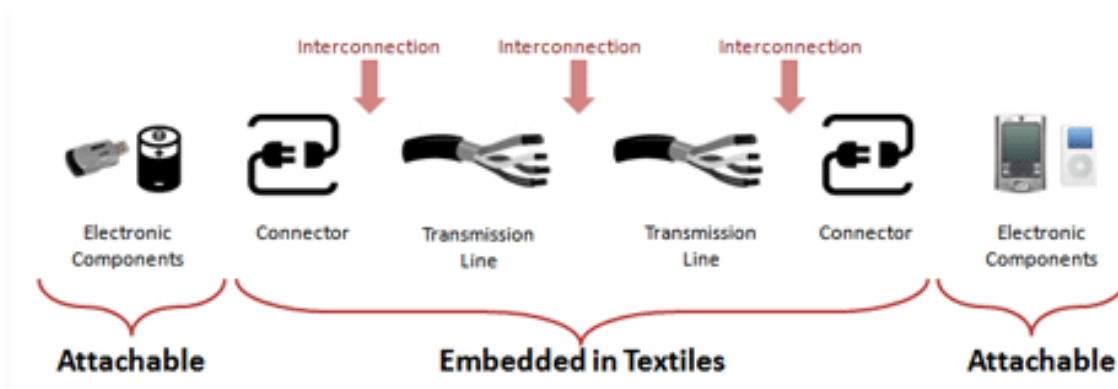 Interconnection Interconnection Interconnection
Electronic Components
Connector
Transmission Line
Transmission Line
Connector
Electronic Components
Attachable
Embedded in Textiles
Attachable